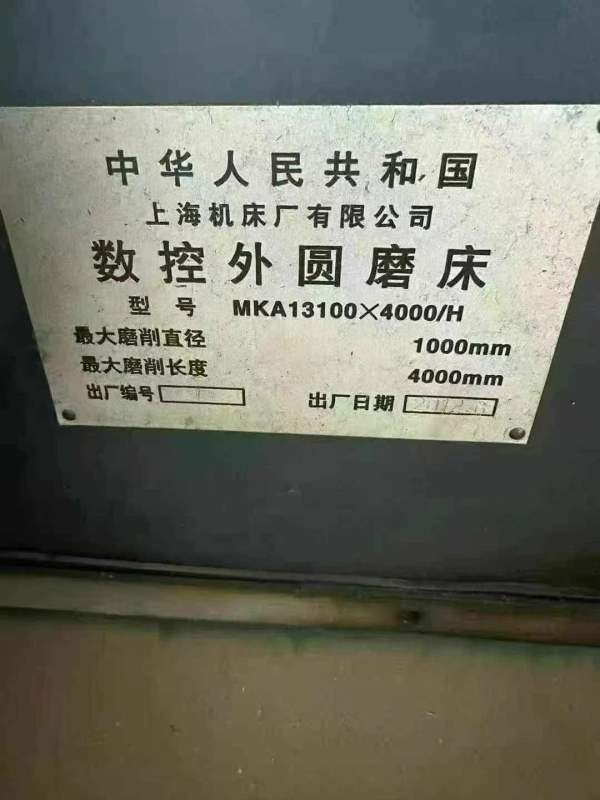 中华人民共和国
上海机床厂有限公司
数控外圆磨床
型号 MKA13100×4000/H
最大磨削直径 1000mm
最大磨削长度 4000mm
出厂编号
出厂日期